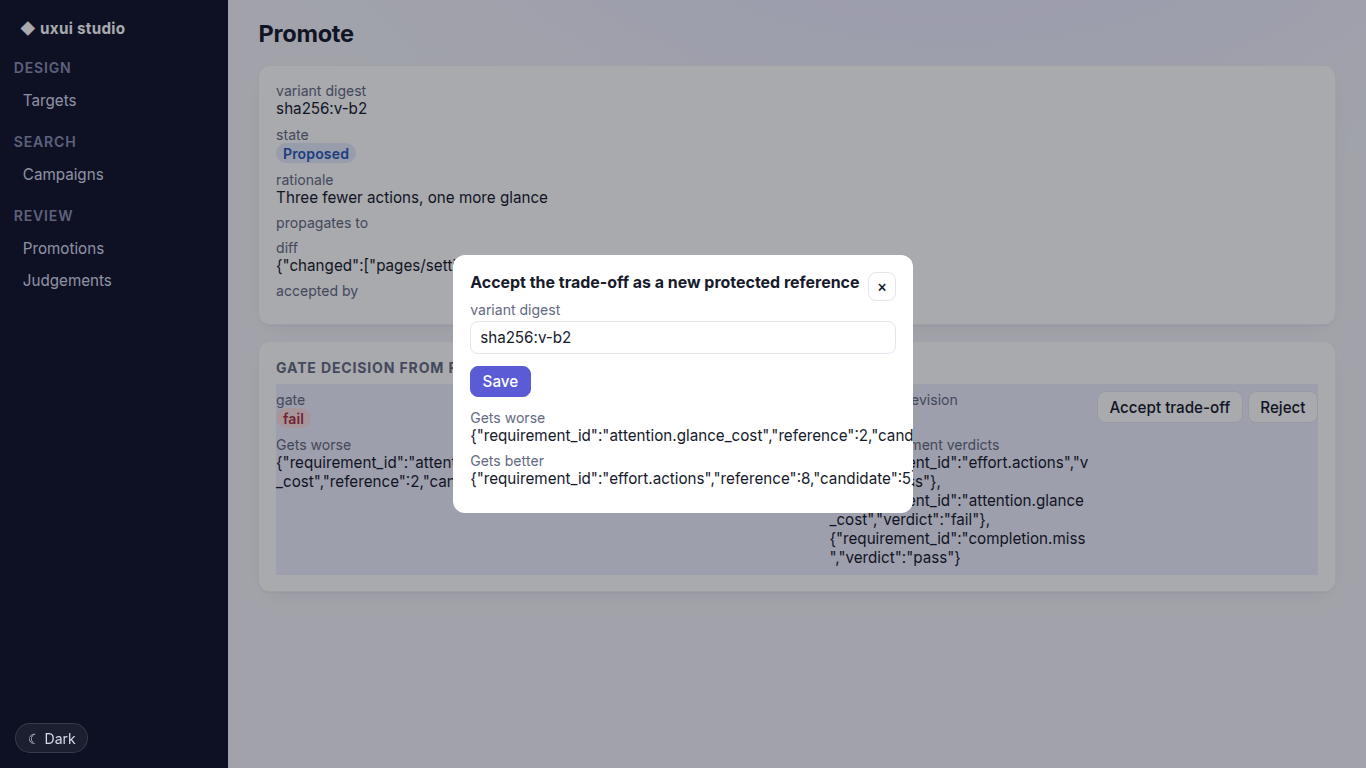 ◆ uxui studio
DESIGN
Targets
SEARCH
Campaigns
REVIEW
Promotions
Judgements
☾ Dark
Promote
variant digest
sha256:v-b2
state
Proposed
rationale
Three fewer actions, one more glance
propagates to
diff
{"changed":["pages/sett
accepted by
GATE DECISION FROM
gate
fail
Gets worse
{"requirement_id":"atten
_cost","reference":2,"can
evision
ment verdicts
ent_id":"effort.actions","v
s"},
ent_id":"attention.glance
_cost","verdict":"fail"},
{"requirement_id":"completion.miss
","verdict":"pass"}
Accept trade-off
Reject
Accept the trade-off as a new protected reference
×
variant digest
sha256:v-b2
Save
Gets worse
{"requirement_id":"attention.glance_cost","reference":2,"cand
Gets better
{"requirement_id":"effort.actions","reference":8,"candidate":5